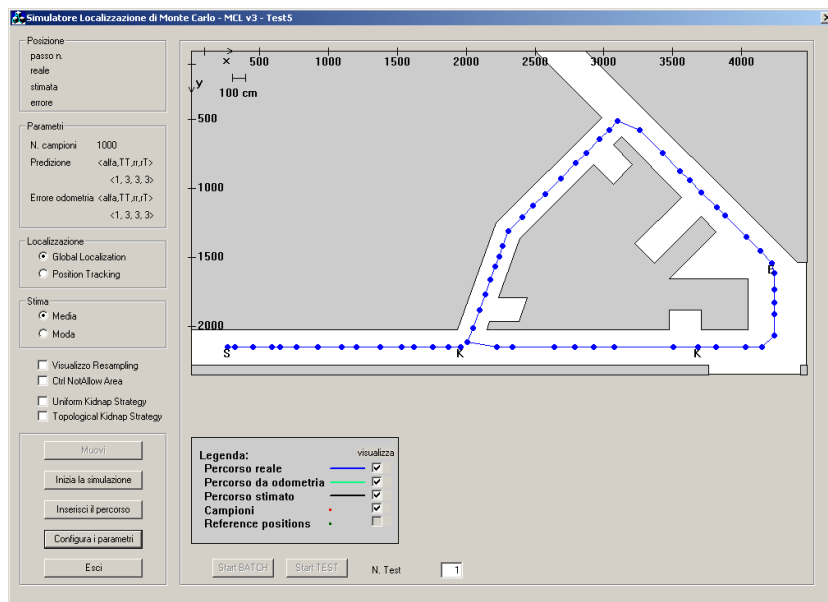 Simulatore Localizzazione di Monte Carlo - MCL v3 - Test5
Posizione
passo n.
reale
stimata
errore
Parametri
N. campioni 1000
Predizione <alfa,TT,rr,rT>
<1, 3, 3, 3>
Errore odometria <alfa,TT,rr,rT>
<1, 3, 3, 3>
Localizzazione
Global Localization
Position Tracking
Stima
Media
Moda
Visualizzo Resampling
Ctrl NotAllow Area
Uniform Kidnap Strategy
Topological Kidnap Strategy
Muovi
Inizia la simulazione
Inserisci il percorso
Configura i parametri
Esci
x 500 1000 1500 2000 2500 3000 3500 4000
y
100 cm
500
1000
1500
2000
S K K
Legenda: visualizza
Percorso reale
Percorso da odometria
Percorso stimato
Campioni
Reference positions
Start BATCH Start TEST N. Test 1